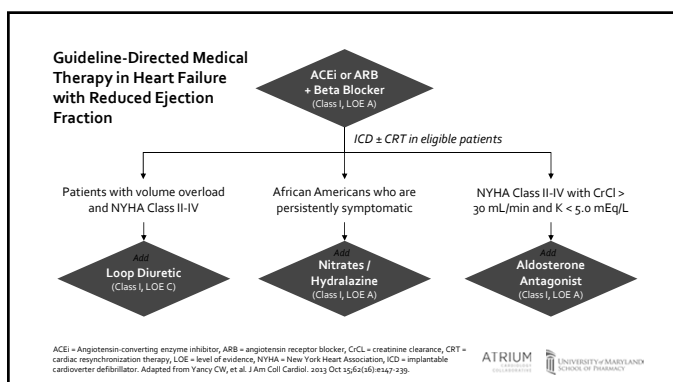 Guideline-Directed Medical
Therapy in Heart Failure
with Reduced Ejection
Fraction
ACEi or ARB
+ Beta Blocker
(Class I, LOE A)
ICD ± CRT in eligible patients
Patients with volume overload
and NYHA Class II-IV
African Americans who are
persistently symptomatic
NYHA Class II-IV with CrCl >
30 mL/min and K < 5.0 mEq/L
Add
Loop Diuretic
(Class I, LOE C)
Add
Nitrates /
Hydralazine
(Class I, LOE A)
Add
Aldosterone
Antagonist
(Class I, LOE A)
ACEi = Angiotensin-converting enzyme inhibitor, ARB = angiotensin receptor blocker, CrCL = creatinine clearance, CRT =
cardiac resynchronization therapy, LOE = level of evidence, NYHA = New York Heart Association, ICD = implantable
cardioverter defibrillator. Adapted from Yancy CW, et al. J Am Coll Cardiol. 2013 Oct 15;62(16):e147-239.
ATRIUM
CARDIOLOGY
COLLABORATIVE
UNIVERSITY OF MARYLAND
SCHOOL OF PHARMACY